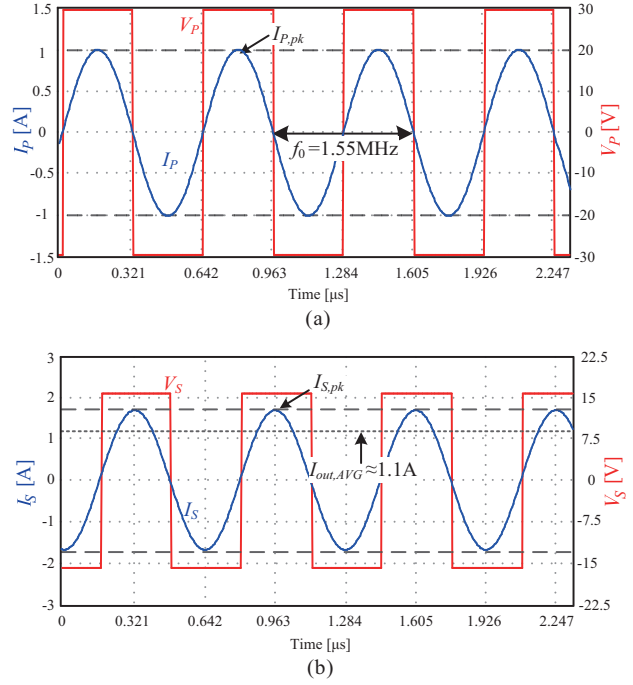 1.5
1
0.5
0
-0.5
-1
-1.5
I_P [A]
V_P
I_P,pk
I_P
f_0 =1.55MHz
30
20
10
0
-10
-20
-30
V_P [V]
0 0.321 0.642 0.963 1.284 1.605 1.926 2.247
Time [μs]
(a)
3
2
1
0
-1
-2
-3
I_S [A]
V_S
I_S,pk
I_out,AVG ≈1.1A
I_S
22.5
15
7.5
0
-7.5
-15
-22.5
V_S [V]
0 0.321 0.642 0.963 1.284 1.605 1.926 2.247
Time [μs]
(b)